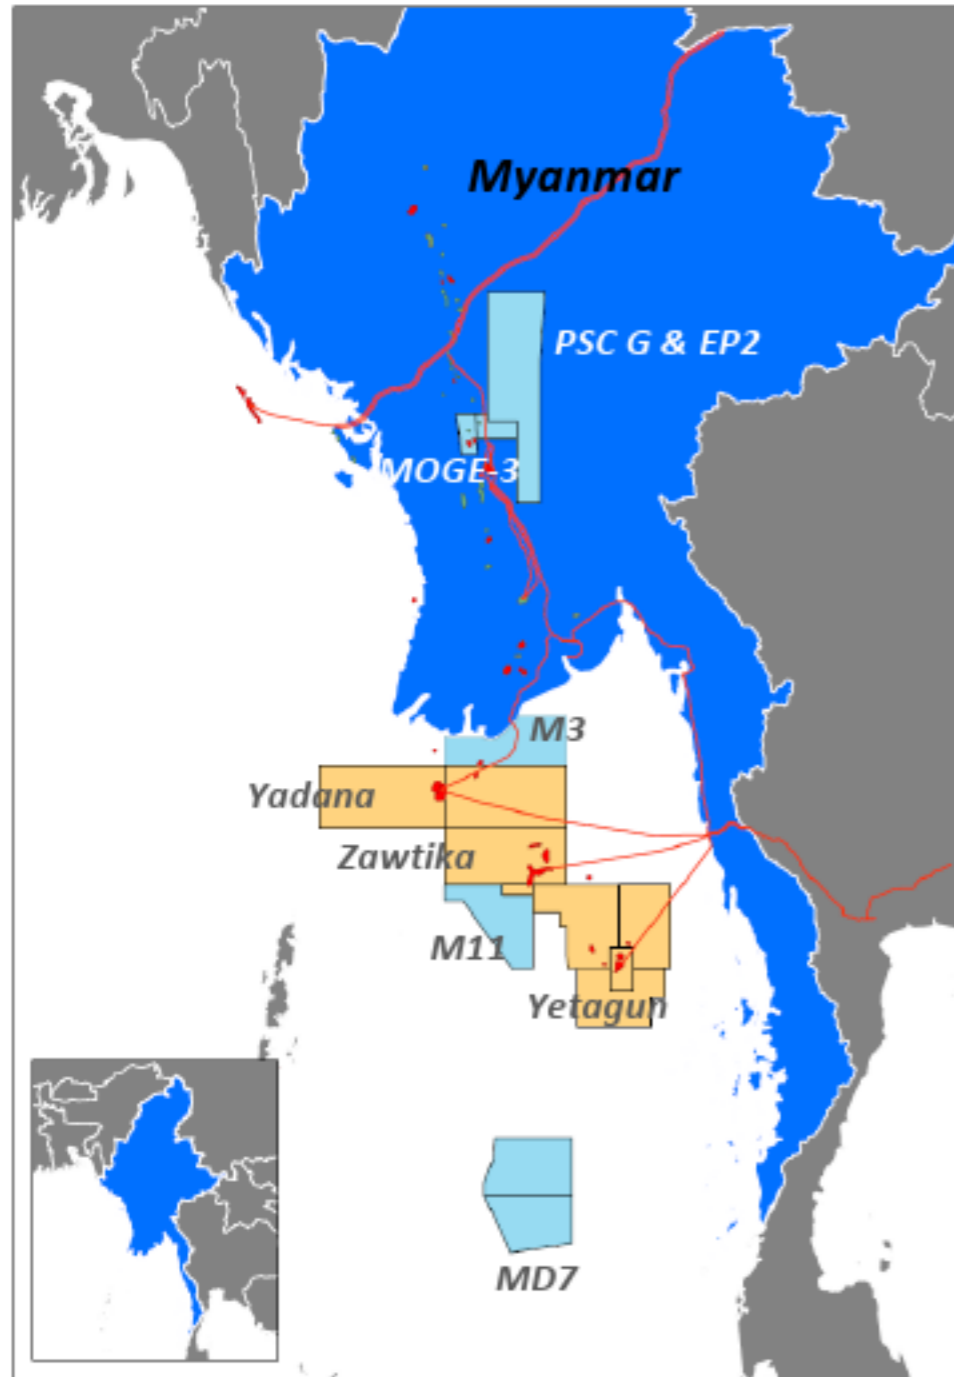 Myanmar
PSC G & EP2
MOGE-3
M3
Yadana
Zawtika
M11
Yetagun
MD7